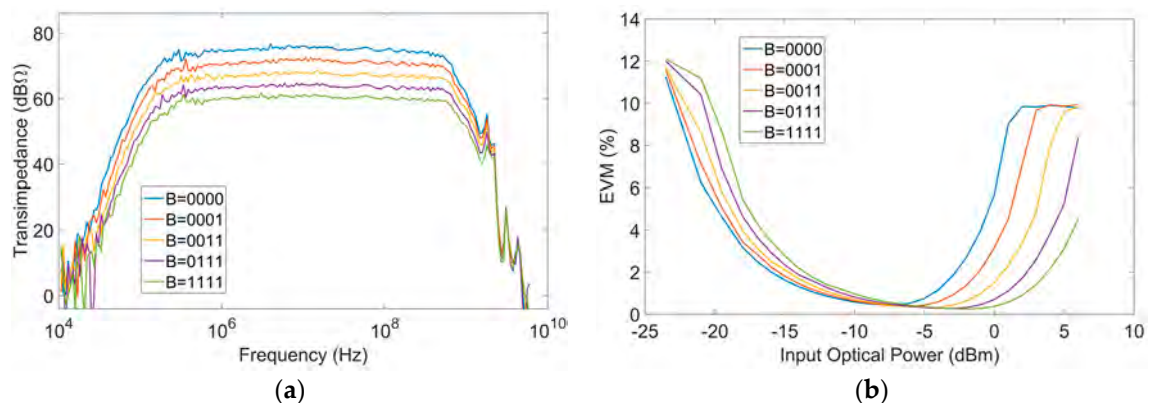 80
60
40
20
0
Transimpedance (dBΩ)
B=0000
B=0001
B=0011
B=0111
B=1111
10^4 10^6 10^8 10^10
Frequency (Hz)
(a)
14
12
10
8
6
4
2
0
EVM (%)
B=0000
B=0001
B=0011
B=0111
B=1111
-25 -20 -15 -10 -5 0 5 10
Input Optical Power (dBm)
(b)